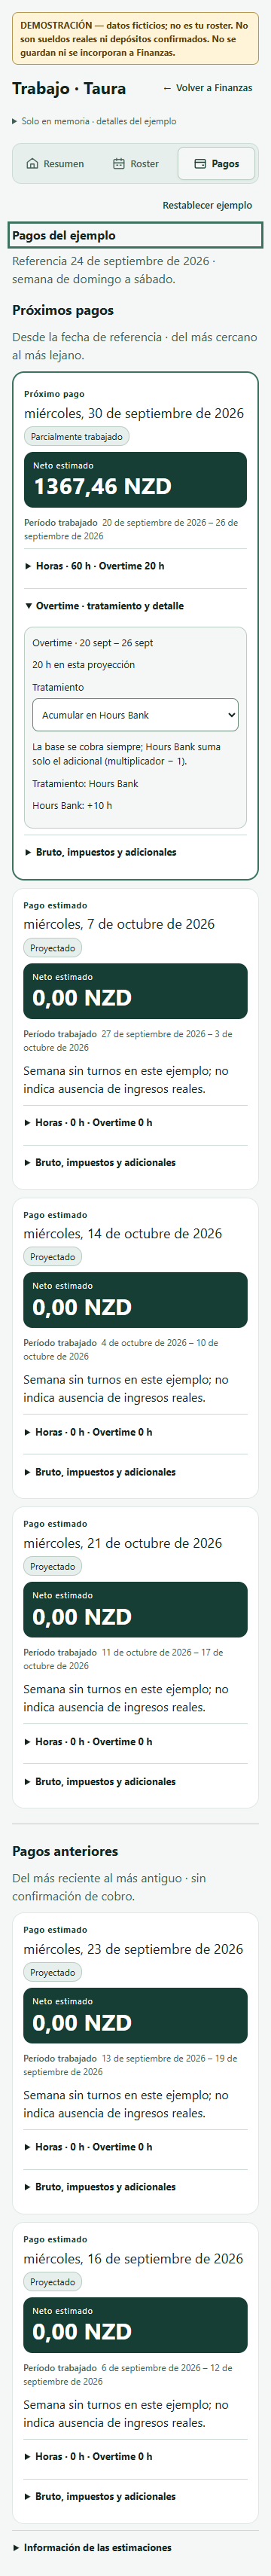 DEMOSTRACIÓN — datos ficticios; no es tu roster. No
son sueldos reales ni depósitos confirmados. No se
guardan ni se incorporan a Finanzas.
Trabajo · Taura
← Volver a Finanzas
▶ Solo en memoria · detalles del ejemplo
Resumen
Roster
Pagos
Restablecer ejemplo
Pagos del ejemplo
Referencia 24 de septiembre de 2026 ·
semana de domingo a sábado.
Próximos pagos
Desde la fecha de referencia · del más cercano
al más lejano.
Próximo pago
miércoles, 30 de septiembre de 2026
Parcialmente trabajado
Neto estimado
1367,46 NZD
Período trabajado 20 de septiembre de 2026 – 26 de
septiembre de 2026
▶ Horas · 60 h · Overtime 20 h
▼ Overtime · tratamiento y detalle
Overtime · 20 sept – 26 sept
20 h en esta proyección
Tratamiento
Acumular en Hours Bank
La base se cobra siempre; Hours Bank suma
solo el adicional (multiplicador − 1).
Tratamiento: Hours Bank
Hours Bank: +10 h
▶ Bruto, impuestos y adicionales
Pago estimado
miércoles, 7 de octubre de 2026
Proyectado
Neto estimado
0,00 NZD
Período trabajado 27 de septiembre de 2026 – 3 de
octubre de 2026
Semana sin turnos en este ejemplo; no
indica ausencia de ingresos reales.
▶ Horas · 0 h · Overtime 0 h
▶ Bruto, impuestos y adicionales
Pago estimado
miércoles, 14 de octubre de 2026
Proyectado
Neto estimado
0,00 NZD
Período trabajado 4 de octubre de 2026 – 10 de
octubre de 2026
Semana sin turnos en este ejemplo; no
indica ausencia de ingresos reales.
▶ Horas · 0 h · Overtime 0 h
▶ Bruto, impuestos y adicionales
Pago estimado
miércoles, 21 de octubre de 2026
Proyectado
Neto estimado
0,00 NZD
Período trabajado 11 de octubre de 2026 – 17 de
octubre de 2026
Semana sin turnos en este ejemplo; no
indica ausencia de ingresos reales.
▶ Horas · 0 h · Overtime 0 h
▶ Bruto, impuestos y adicionales
Pagos anteriores
Del más reciente al más antiguo · sin
confirmación de cobro.
Pago estimado
miércoles, 23 de septiembre de 2026
Proyectado
Neto estimado
0,00 NZD
Período trabajado 13 de septiembre de 2026 – 19 de
septiembre de 2026
Semana sin turnos en este ejemplo; no
indica ausencia de ingresos reales.
▶ Horas · 0 h · Overtime 0 h
▶ Bruto, impuestos y adicionales
Pago estimado
miércoles, 16 de septiembre de 2026
Proyectado
Neto estimado
0,00 NZD
Período trabajado 6 de septiembre de 2026 – 12 de
septiembre de 2026
Semana sin turnos en este ejemplo; no
indica ausencia de ingresos reales.
▶ Horas · 0 h · Overtime 0 h
▶ Bruto, impuestos y adicionales
▶ Información de las estimaciones